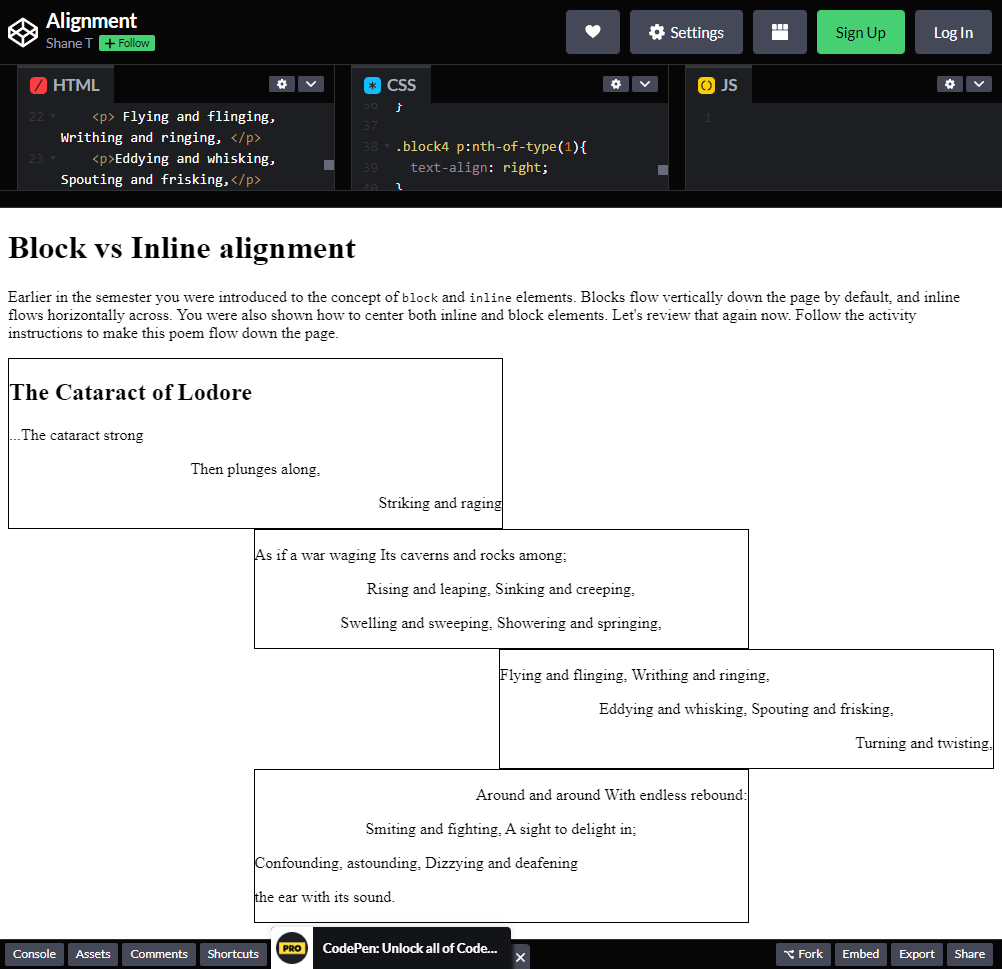 Alignment
Shane T + Follow
Settings
Sign Up
Log In
HTML
CSS
JS
22 <p> Flying and flinging,
Writhing and ringing, </p>
23 <p>Eddying and whisking,
Spouting and frisking,</p>
36 }
37
38 .block4 p:nth-of-type(1){
39 text-align: right;
40 }
1
Block vs Inline alignment
Earlier in the semester you were introduced to the concept of block and inline elements. Blocks flow vertically down the page by default, and inline
flows horizontally across. You were also shown how to center both inline and block elements. Let's review that again now. Follow the activity
instructions to make this poem flow down the page.
The Cataract of Lodore
...The cataract strong
Then plunges along,
Striking and raging
As if a war waging Its caverns and rocks among;
Rising and leaping, Sinking and creeping,
Swelling and sweeping, Showering and springing,
Flying and flinging, Writhing and ringing,
Eddying and whisking, Spouting and frisking,
Turning and twisting,
Around and around With endless rebound:
Smiting and fighting, A sight to delight in;
Confounding, astounding, Dizzying and deafening
the ear with its sound.
Console
Assets
Comments
Shortcuts
PRO
CodePen: Unlock all of Code...
×
Fork
Embed
Export
Share